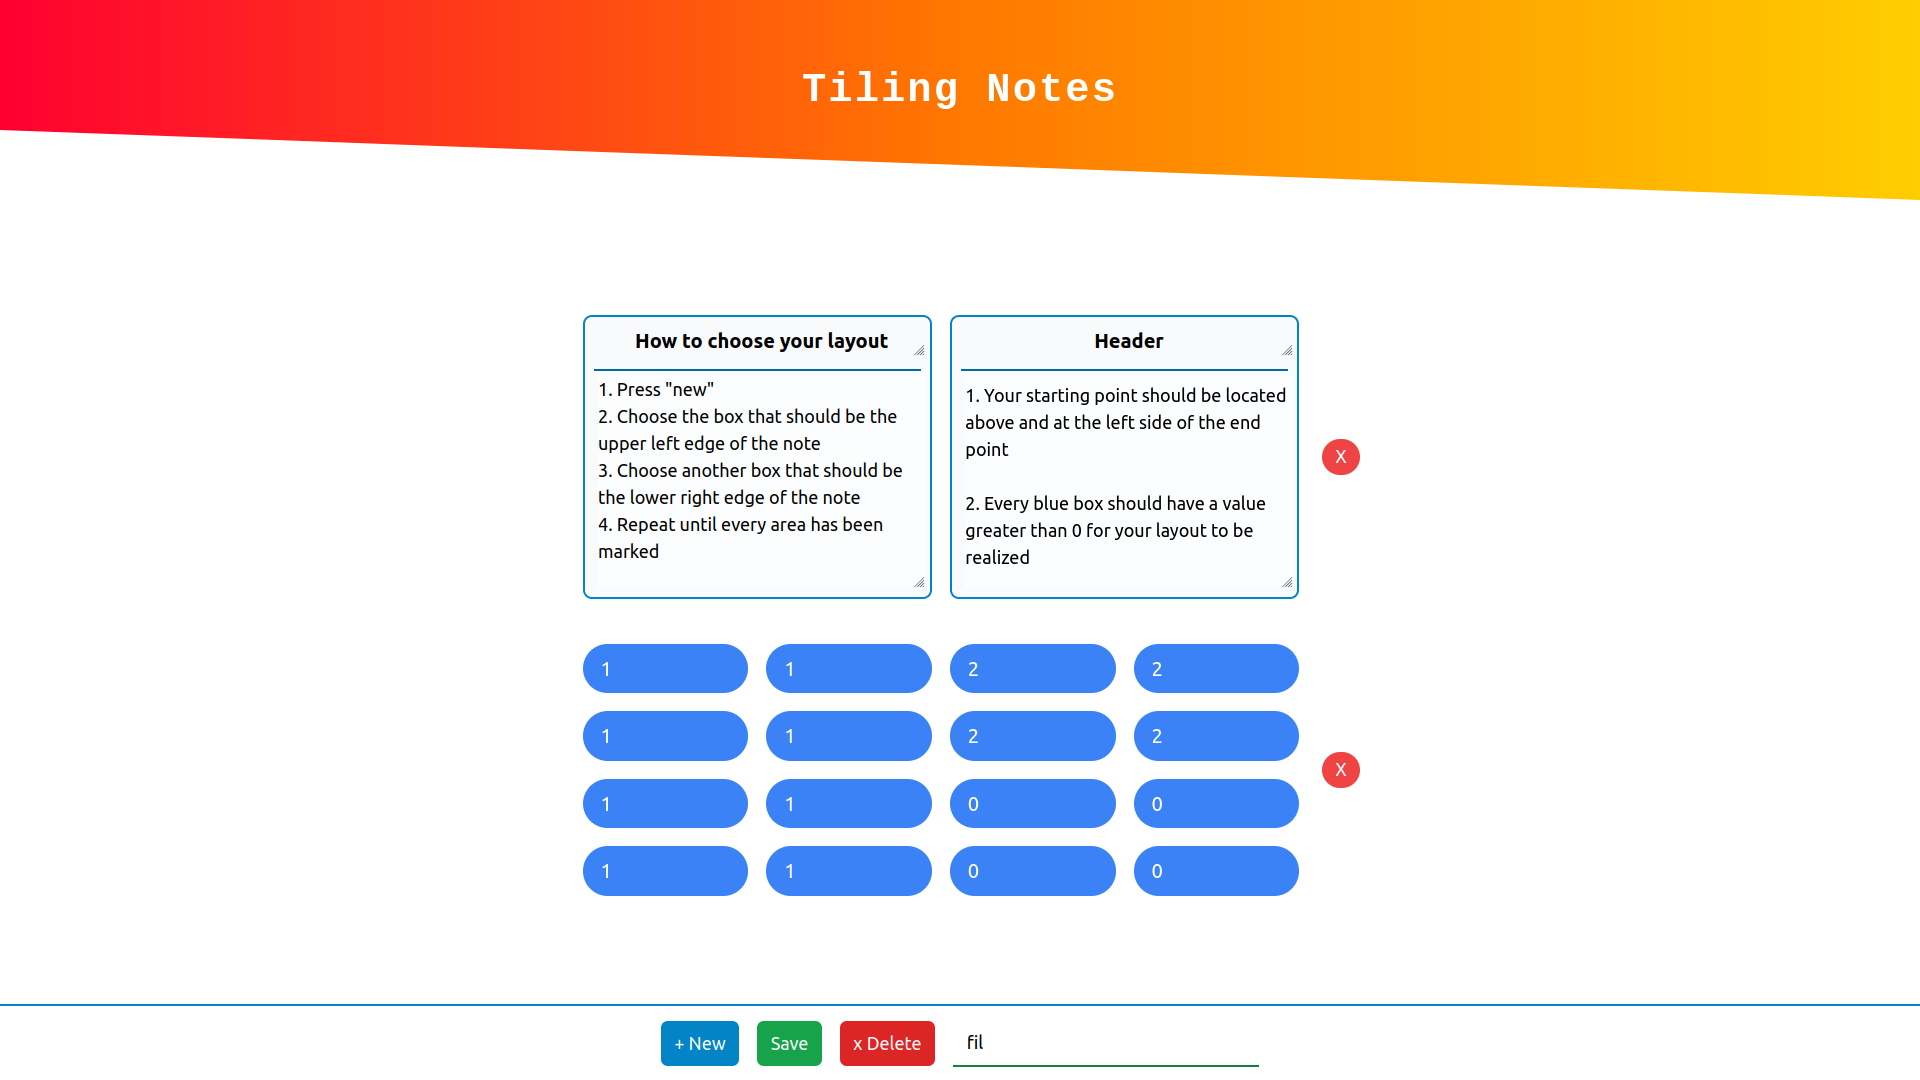 Tiling Notes
How to choose your layout
1. Press "new"
2. Choose the box that should be the
upper left edge of the note
3. Choose another box that should be
the lower right edge of the note
4. Repeat until every area has been
marked
Header
1. Your starting point should be located
above and at the left side of the end
point
2. Every blue box should have a value
greater than 0 for your layout to be
realized
X
1 1 2 2
1 1 2 2
X
1 1 0 0
1 1 0 0
+ New Save x Delete fil